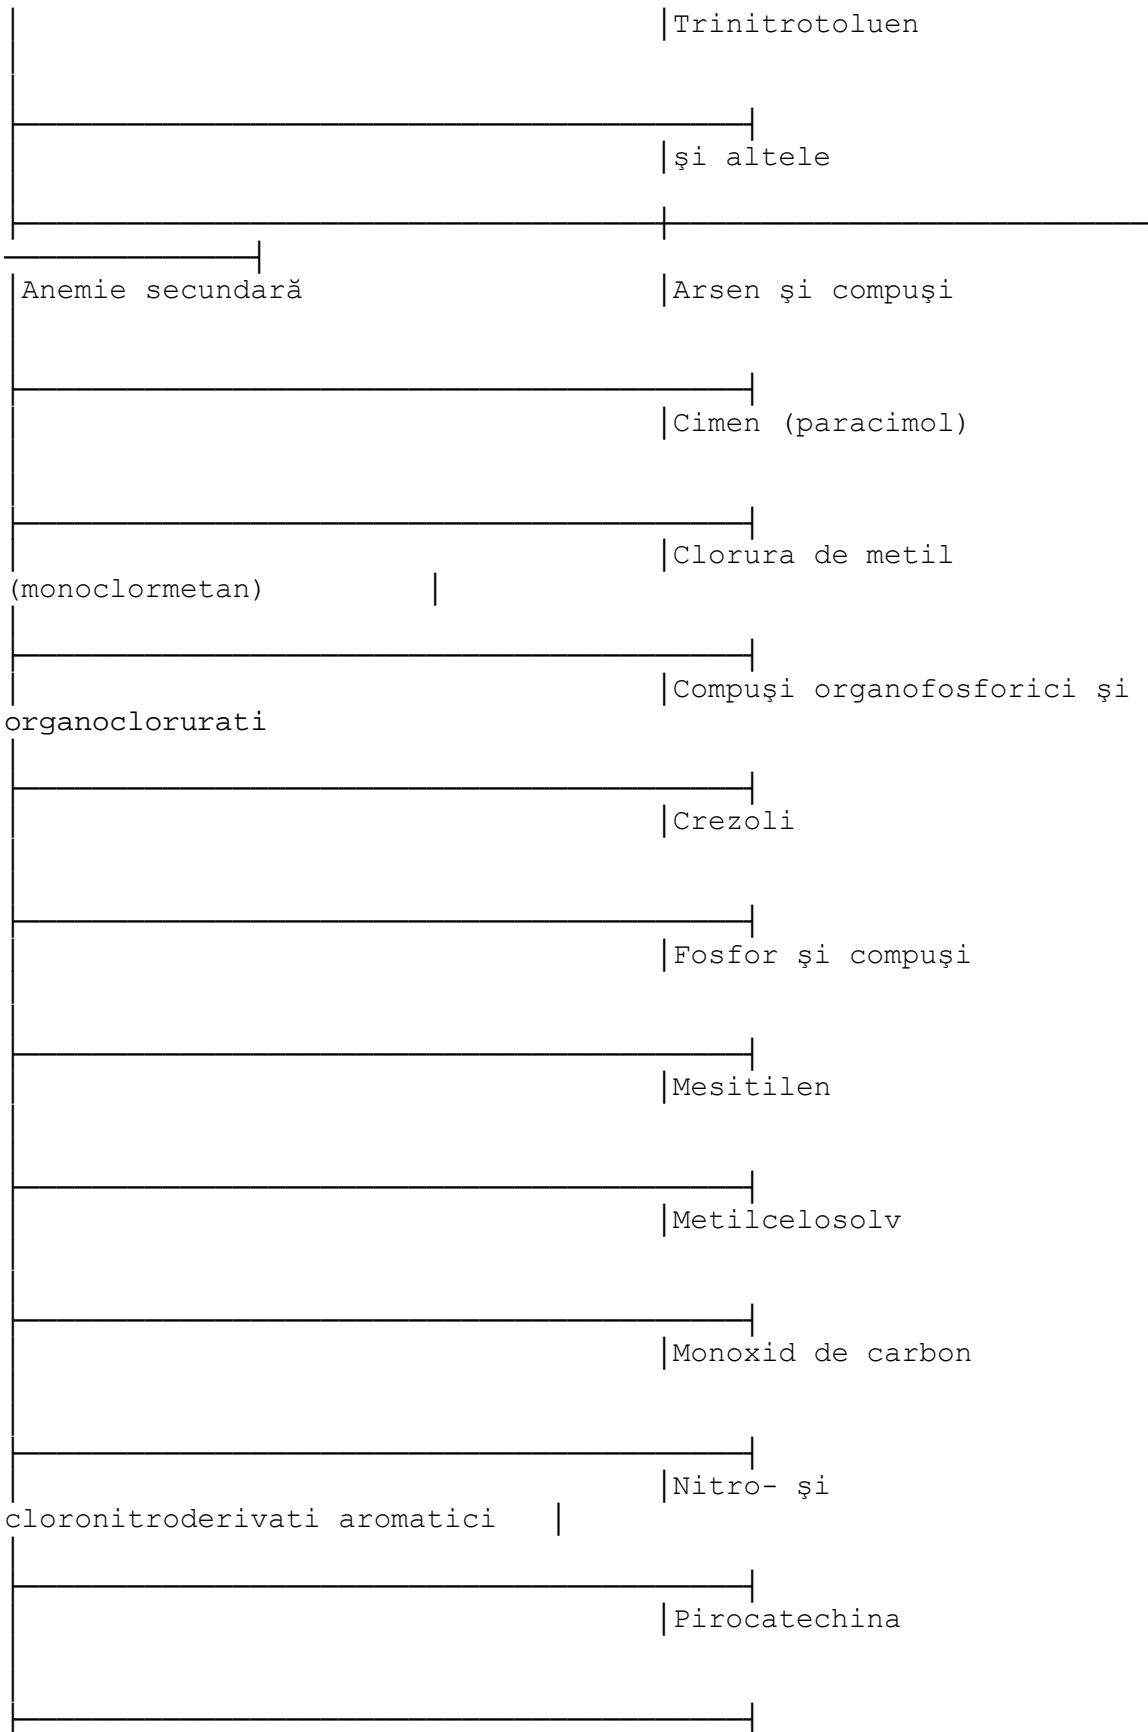 Trinitrotoluen
şi altele
Anemie secundară Arsen şi compuşi
Cimen (paracimol)
Clorura de metil
(monoclormetan)
Compuşi organofosforici şi
organoclorurati
Crezoli
Fosfor şi compuşi
Mesitilen
Metilcelosolv
Monoxid de carbon
Nitro- şi
cloronitroderivati aromatici
Pirocatechina